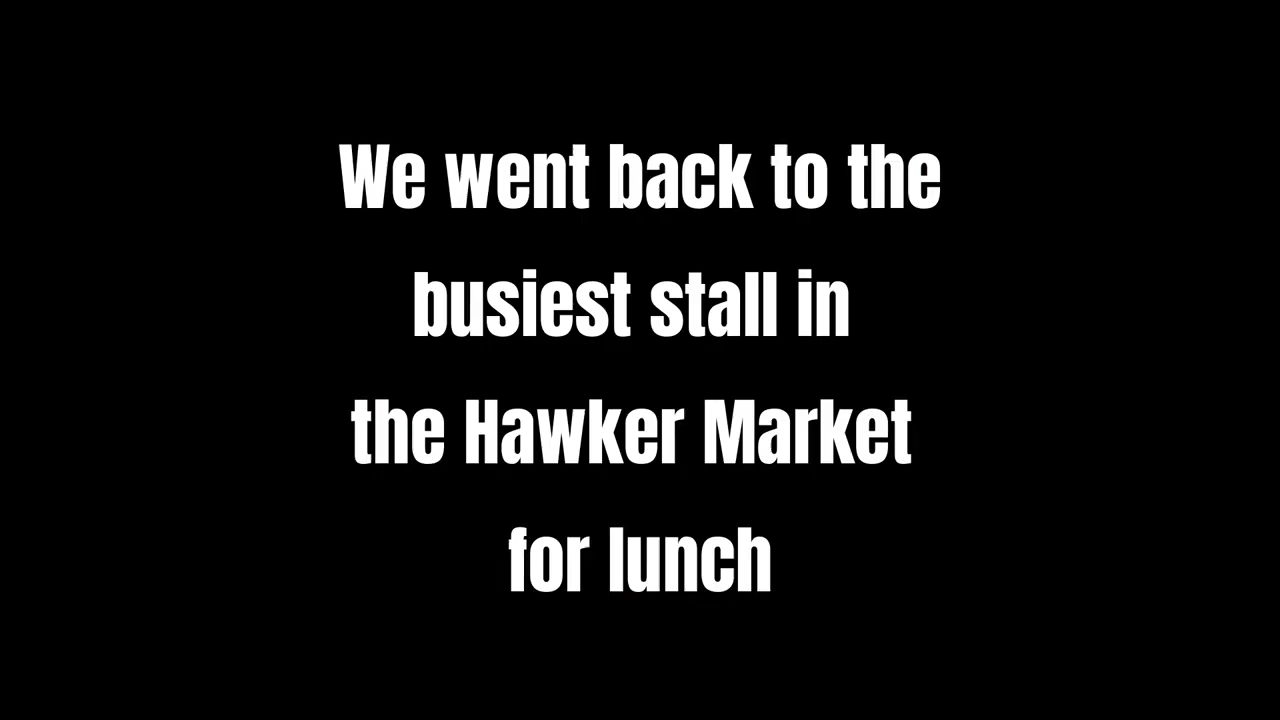 We went back to the
busiest stall in
the Hawker Market
for lunch